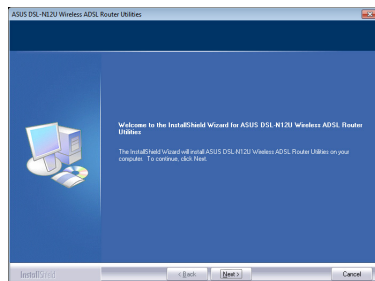 ASUS DSL-N12U Wireless ADSL Router Utilities
Welcome to the InstallShield Wizard for ASUS DSL-N12U Wireless ADSL Router
Utilities
The InstallShield Wizard will install ASUS DSL-N12U Wireless ADSL Router Utilities on your
computer. To continue, click Next.
InstallShield
< Back
Next >
Cancel